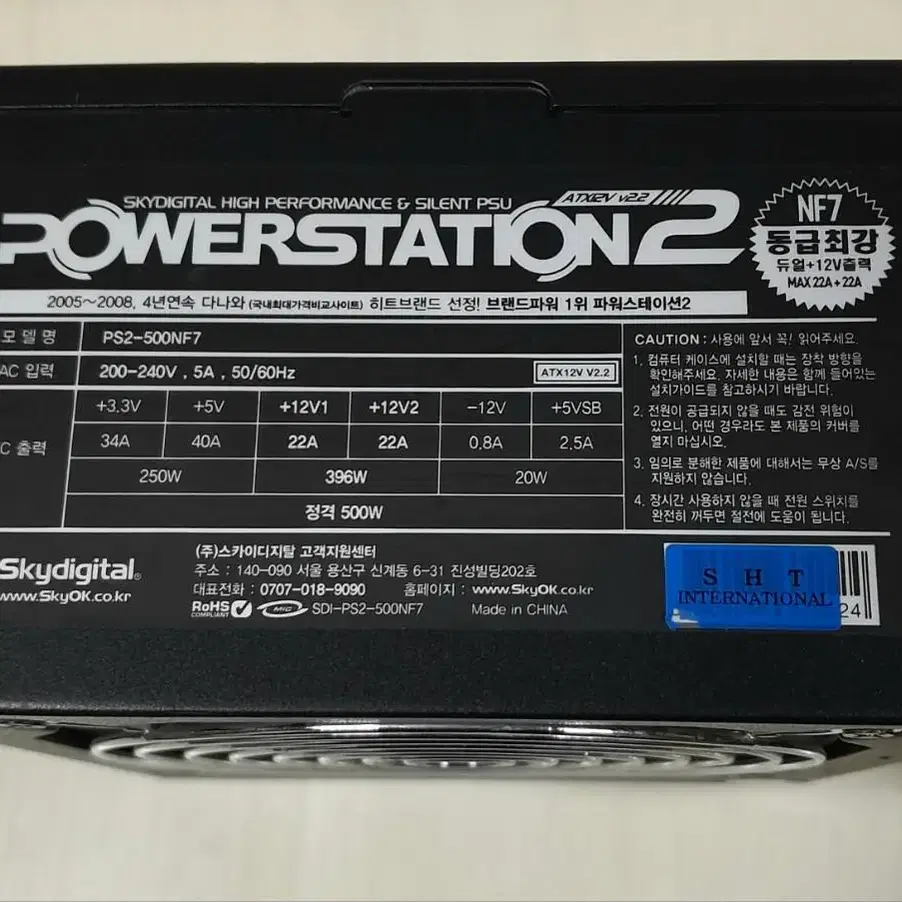 SKYDIGITAL HIGH PERFORMANCE & SILENT PSU
ATX12V v2.2
POWERSTATION 2
NF7
동급최강
듀얼+12V출력
MAX 22A + 22A
2005~2008, 4년연속 다나와 (국내최대가격비교사이트) 히트브랜드 선정! 브랜드파워 1위 파워스테이션2
모 델 명 PS2-500NF7
AC 입력 200-240V , 5A , 50/60Hz ATX12V V2.2
+3.3V +5V +12V1 +12V2 -12V +5VSB
C 출력 34A 40A 22A 22A 0.8A 2.5A
250W 396W 20W
정격 500W
CAUTION : 사용에 앞서 꼭! 읽어주세요.
1. 컴퓨터 케이스에 설치할 때는 장착 방향을
확인해주세요. 자세한 내용은 함께 들어있는
설치가이드를 참고하시기 바랍니다.
2. 전원이 공급되지 않을 때도 감전 위험이
있으니, 어떤 경우라도 본 제품의 커버를
열지 마십시오.
3. 임의로 분해한 제품에 대해서는 무상 A/S를
지원하지 않습니다.
4. 장시간 사용하지 않을 때 전원 스위치를
완전히 꺼두면 절전에 도움이 됩니다.
Skydigital
www.SkyOK.co.kr
(주)스카이디지탈 고객지원센터
주소 : 140-090 서울 용산구 신계동 6-31 진성빌딩202호
대표전화 : 0707-018-9090 홈페이지 : www.SkyOK.co.kr
RoHS COMPLIANT MIC SDI-PS2-500NF7 Made in CHINA
S H T
INTERNATIONAL
24